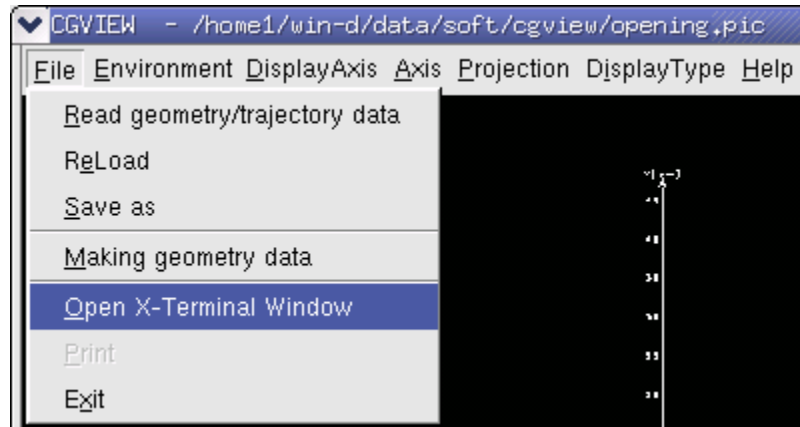 CGVIEW - /home1/win-d/data/soft/cgview/opening.pic
File Environment DisplayAxis Axis Projection DisplayType Help
Read geometry/trajectory data
ReLoad
Save as
Making geometry data
Open X-Terminal Window
Print
Exit